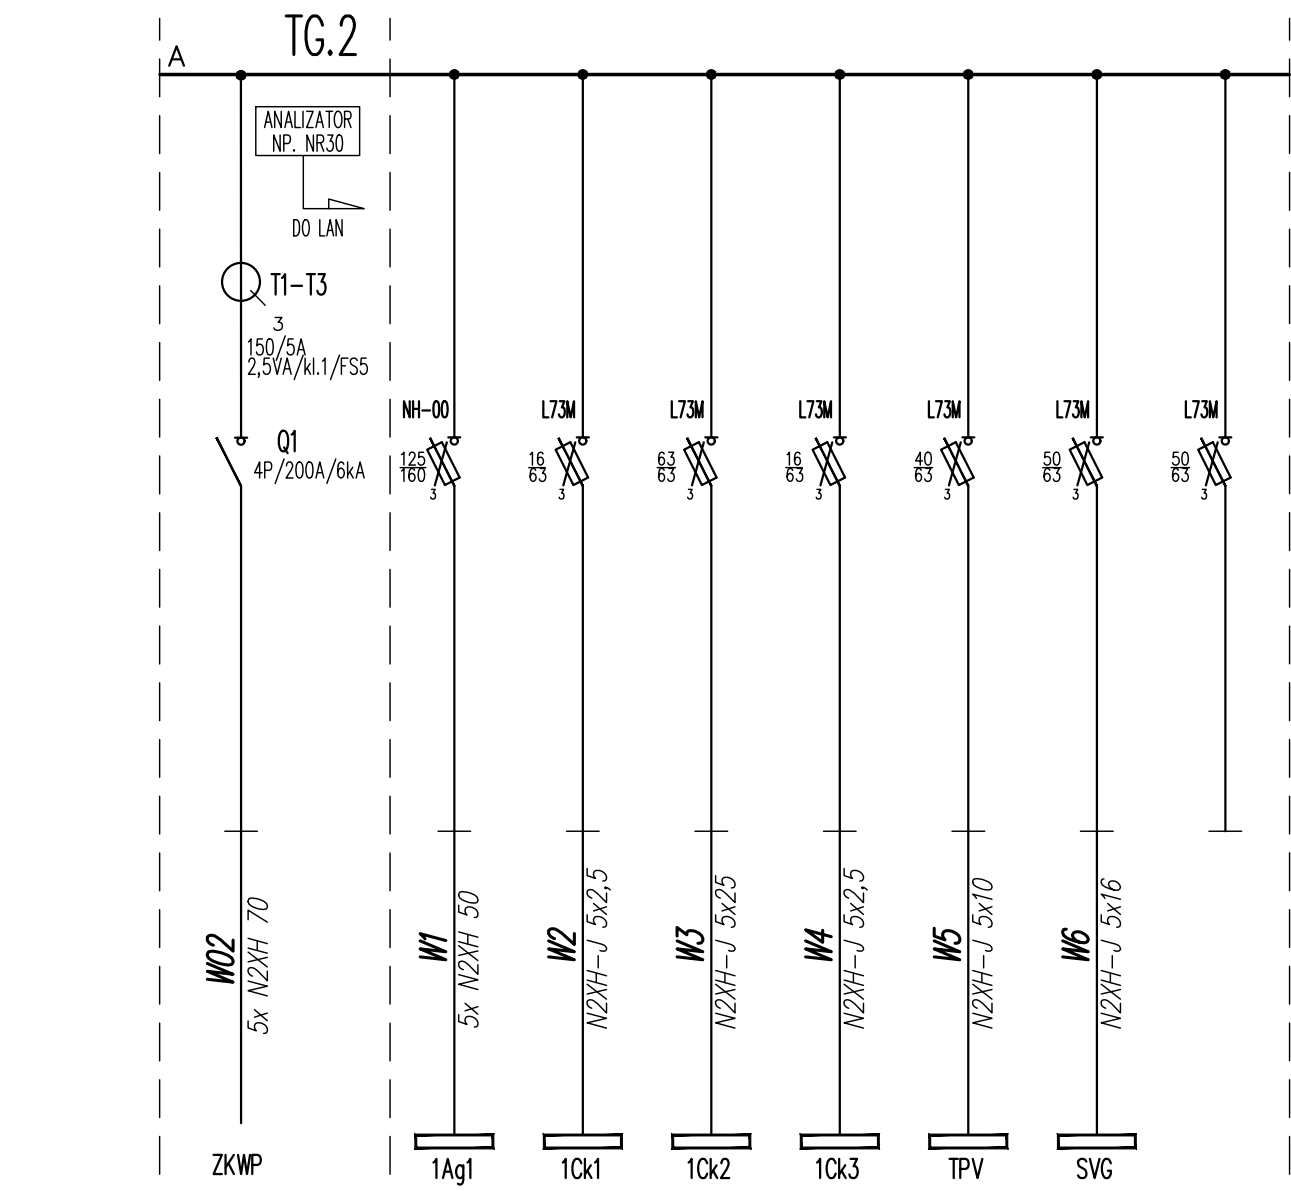 TG.2
A
ANALIZATOR
NP. NR30
DO LAN
T1-T3
3
150/5A
2,5VA/kl.1/FS5
Q1
4P/200A/6kA
NH-00
125
160
3
L73M
16
63
3
L73M
63
63
3
L73M
16
63
3
L73M
40
63
3
L73M
50
63
3
L73M
50
63
3
W02
5x N2XH 70
W1
5x N2XH 50
W2
N2XH-J 5x2,5
W3
N2XH-J 5x25
W4
N2XH-J 5x2,5
W5
N2XH-J 5x10
W6
N2XH-J 5x16
ZKWP
1Ag1
1Ck1
1Ck2
1Ck3
TPV
SVG